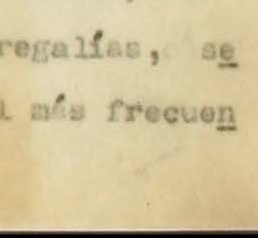 regalías, se
l más frecuen